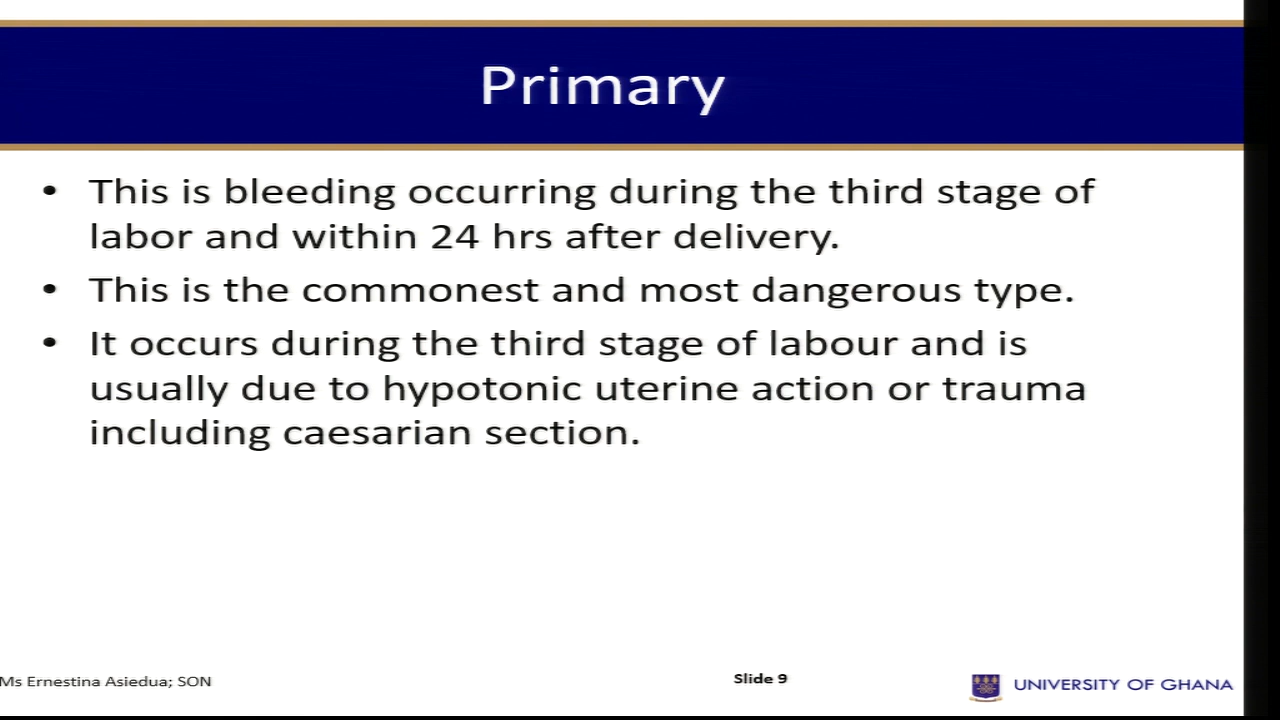 Primary
• This is bleeding occurring during the third stage of
labor and within 24 hrs after delivery.
• This is the commonest and most dangerous type.
• It occurs during the third stage of labour and is
usually due to hypotonic uterine action or trauma
including caesarian section.
Ms Ernestina Asiedua; SON
Slide 9
UNIVERSITY OF GHANA